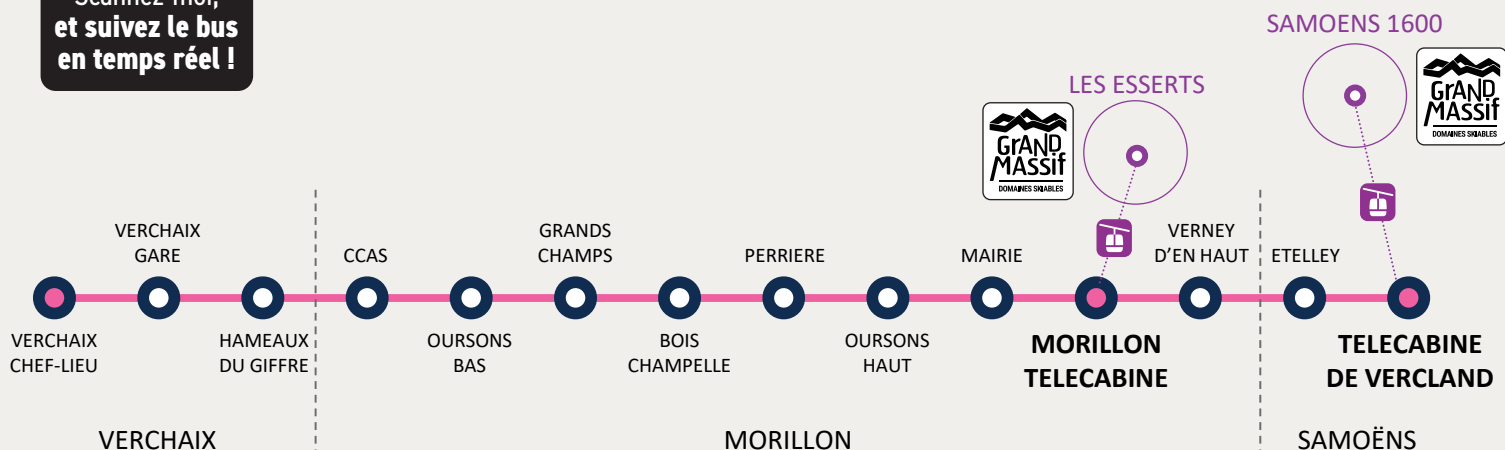 Scannez-moi,
et suivez le bus
en temps réel !
SAMOENS 1600
GRAND
MASSIF
DOMAINES SKIABLES
LES ESSERTS
GRAND
MASSIF
DOMAINES SKIABLES
VERCHAIX
GARE
CCAS
GRANDS
CHAMPS
PERRIERE
MAIRIE
VERNEY
D'EN HAUT
ETELLEY
VERCHAIX
CHEF-LIEU
HAMEAUX
DU GIFFRE
OURSONS
BAS
BOIS
CHAMPELLE
OURSONS
HAUT
MORILLON
TELECABINE
TELECABINE
DE VERCLAND
VERCHAIX
MORILLON
SAMOËNS